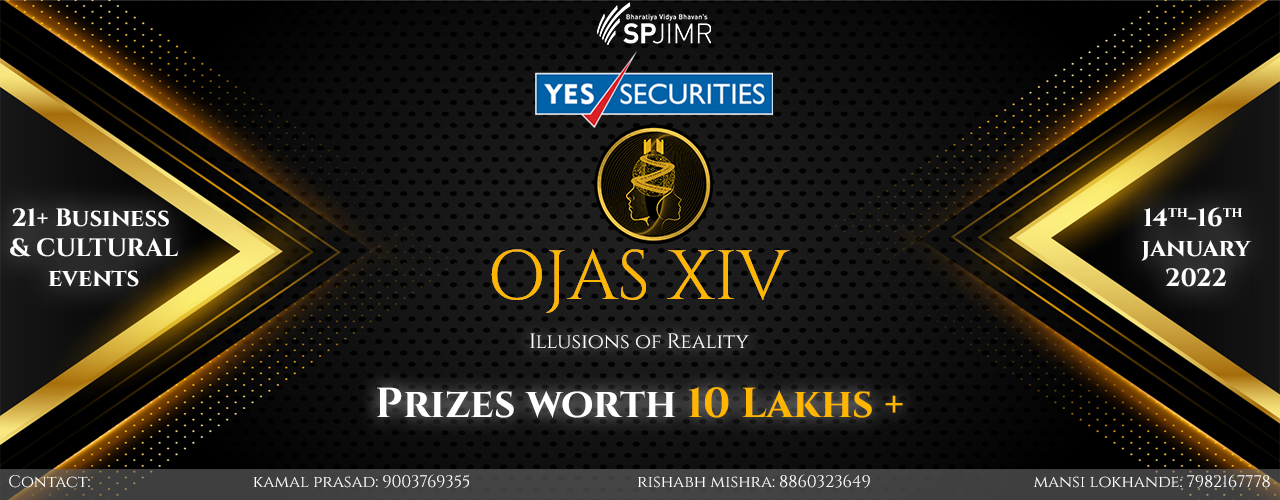 Bharatiya Vidya Bhavan's
SPJIMR
YES SECURITIES
21+ Business
& CULTURAL
EVENTS
14TH-16TH
JANUARY
2022
OJAS XIV
Illusions of Reality
Prizes worth 10 Lakhs +
Contact: KAMAL PRASAD: 9003769355 RISHABH MISHRA: 8860323649 MANSI LOKHANDE: 7982167778